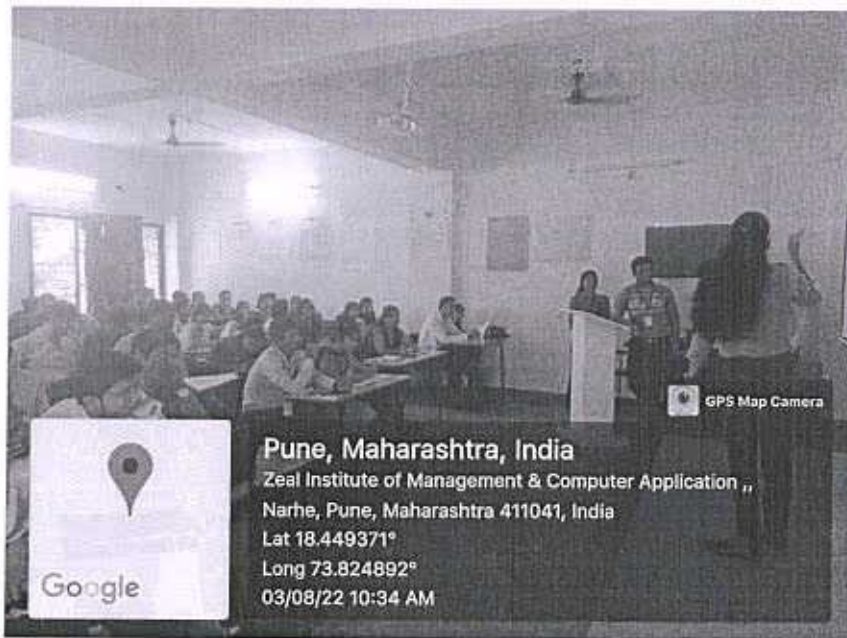 GPS Map Camera
Pune, Maharashtra, India
Zeal Institute of Management & Computer Application ,,
Narhe, Pune, Maharashtra 411041, India
Lat 18.449371°
Long 73.824892°
03/08/22 10:34 AM
Google